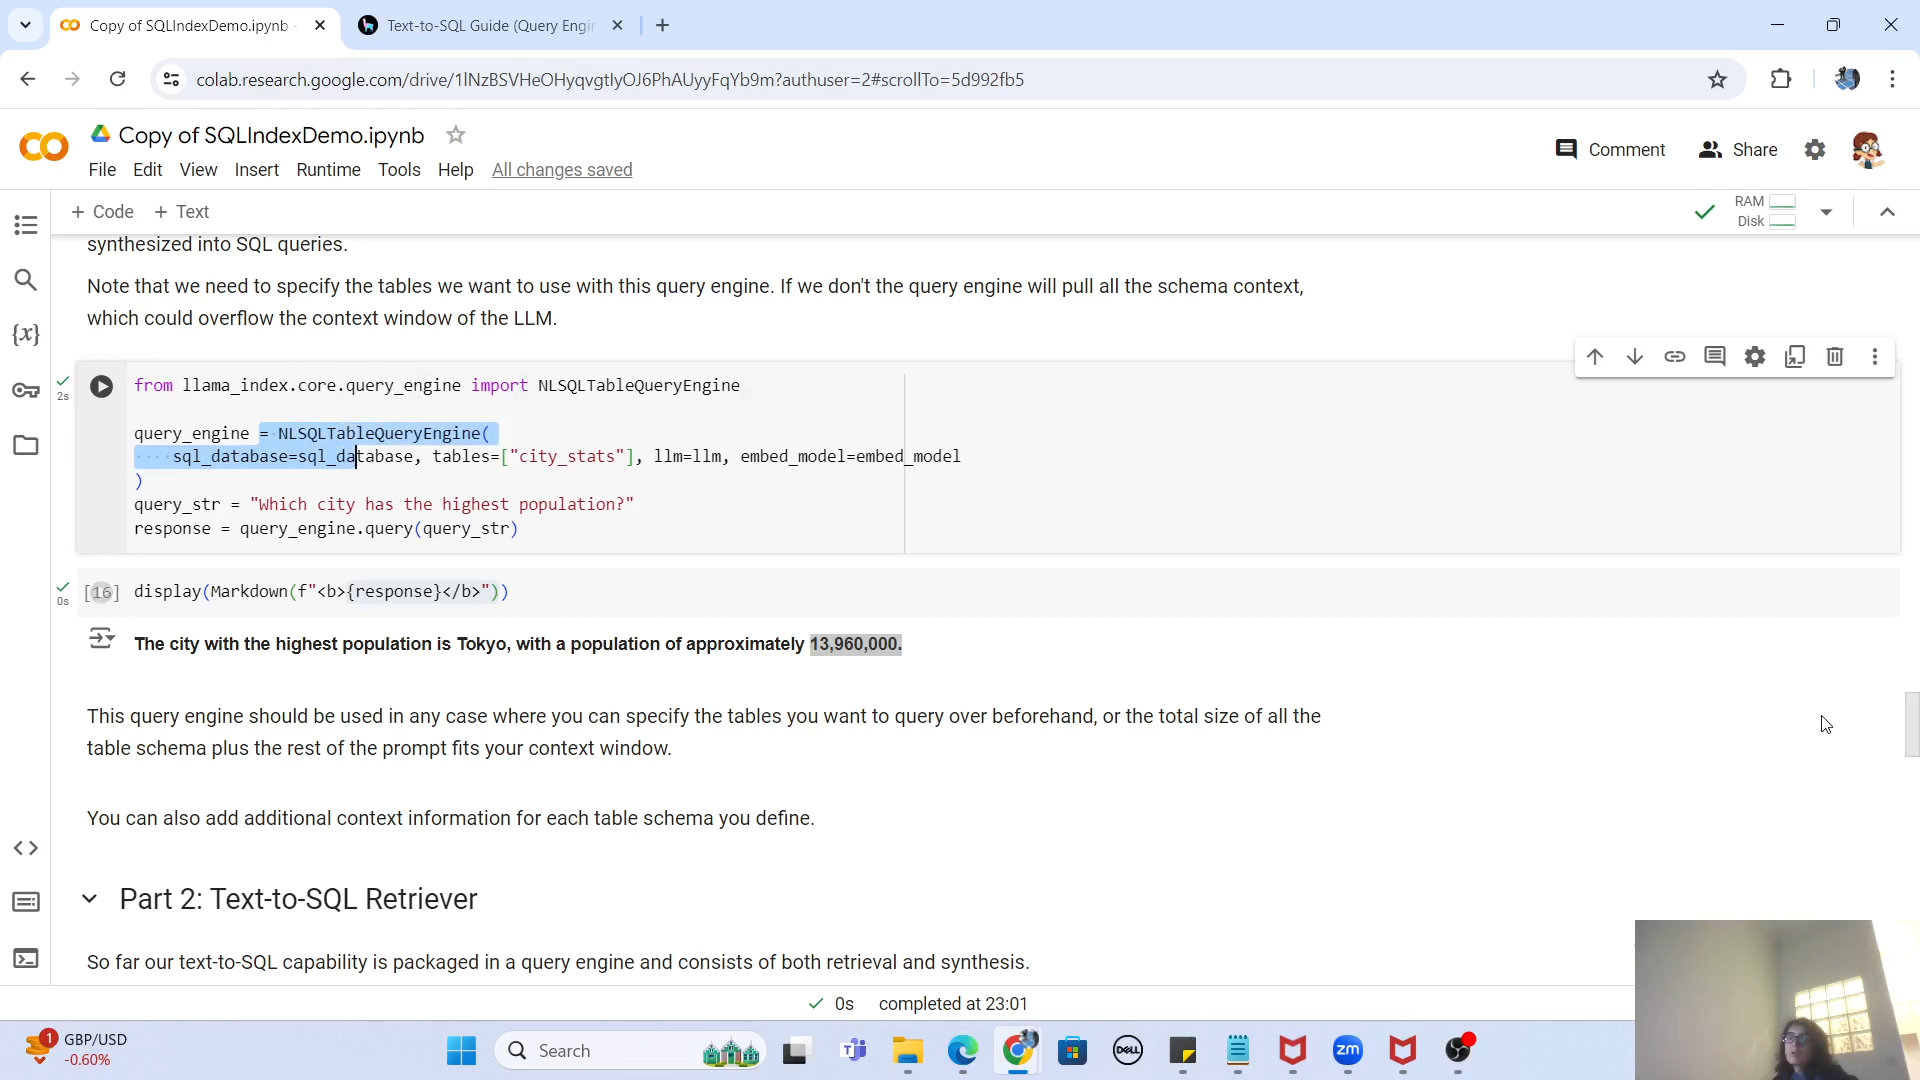 Copy of SQLIndexDemo.ipynb -
Text-to-SQL Guide (Query Engin
colab.research.google.com/drive/1lNzBSVHeOHyqvgtlyOJ6PhAUyyFqYb9m?authuser=2#scrollTo=5d992fb5
Copy of SQLIndexDemo.ipynb
Comment
Share
File Edit View Insert Runtime Tools Help All changes saved
+ Code + Text
RAM
Disk
synthesized into SQL queries.
Note that we need to specify the tables we want to use with this query engine. If we don't the query engine will pull all the schema context,
which could overflow the context window of the LLM.
2s
from llama_index.core.query_engine import NLSQLTableQueryEngine
query_engine = NLSQLTableQueryEngine(
sql_database=sql_database, tables=["city_stats"], llm=llm, embed_model=embed_model
)
query_str = "Which city has the highest population?"
response = query_engine.query(query_str)
0s
[16] display(Markdown(f"<b>{response}</b>"))
The city with the highest population is Tokyo, with a population of approximately 13,960,000.
This query engine should be used in any case where you can specify the tables you want to query over beforehand, or the total size of all the
table schema plus the rest of the prompt fits your context window.
You can also add additional context information for each table schema you define.
Part 2: Text-to-SQL Retriever
So far our text-to-SQL capability is packaged in a query engine and consists of both retrieval and synthesis.
0s completed at 23:01
1
GBP/USD
-0.60%
Search
DELL
zm